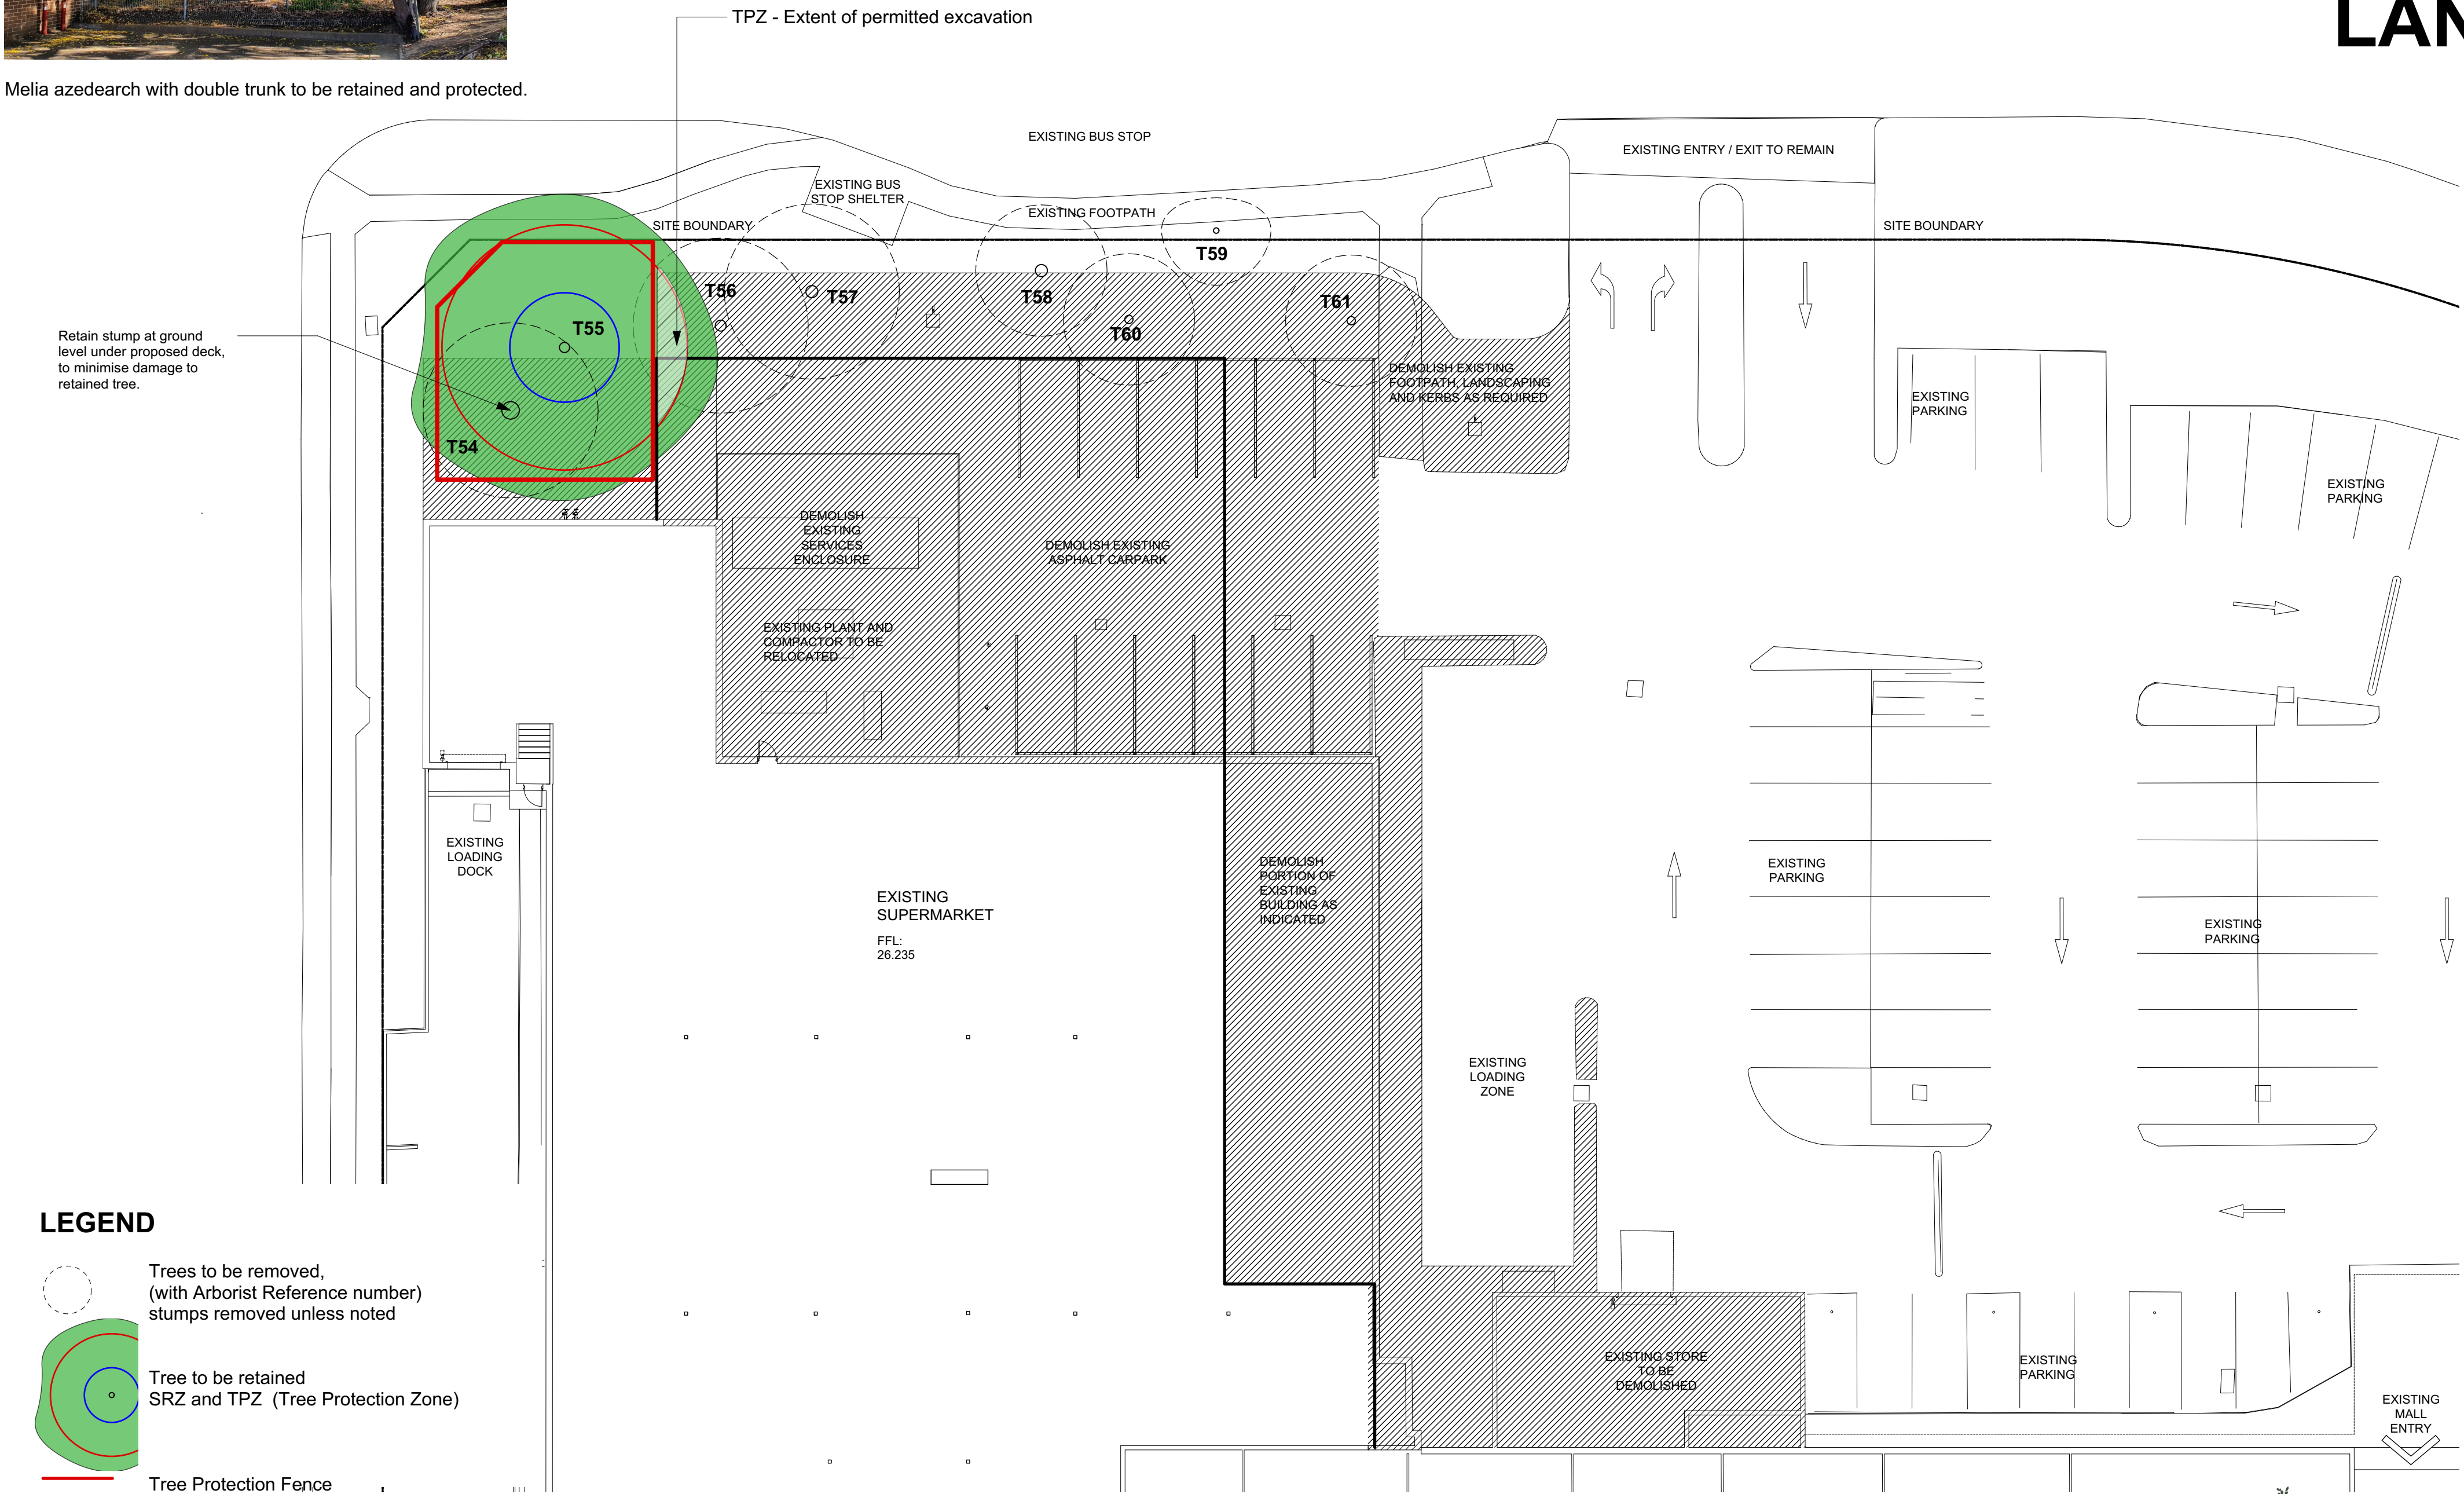 TPZ - Extent of permitted excavation
LAN
Melia azedearch with double trunk to be retained and protected.
EXISTING BUS STOP
EXISTING ENTRY / EXIT TO REMAIN
EXISTING BUS
STOP SHELTER
EXISTING FOOTPATH
SITE BOUNDARY
SITE BOUNDARY
T59
T56
T57
T58
T61
T55
T60
Retain stump at ground
level under proposed deck,
to minimise damage to
retained tree.
DEMOLISH EXISTING
FOOTPATH, LANDSCAPING
AND KERBS AS REQUIRED
EXISTING
PARKING
T54
EXISTING
PARKING
DEMOLISH
EXISTING
SERVICES
ENCLOSURE
DEMOLISH EXISTING
ASPHALT CARPARK
EXISTING PLANT AND
COMPACTOR TO BE
RELOCATED
EXISTING
LOADING
DOCK
EXISTING
SUPERMARKET
FFL:
26.235
DEMOLISH
PORTION OF
EXISTING
BUILDING AS
INDICATED
EXISTING
PARKING
EXISTING
PARKING
EXISTING
LOADING
ZONE
LEGEND
Trees to be removed,
(with Arborist Reference number)
stumps removed unless noted
Tree to be retained
SRZ and TPZ (Tree Protection Zone)
Tree Protection Fence
EXISTING STORE
TO BE
DEMOLISHED
EXISTING
PARKING
EXISTING
MALL
ENTRY